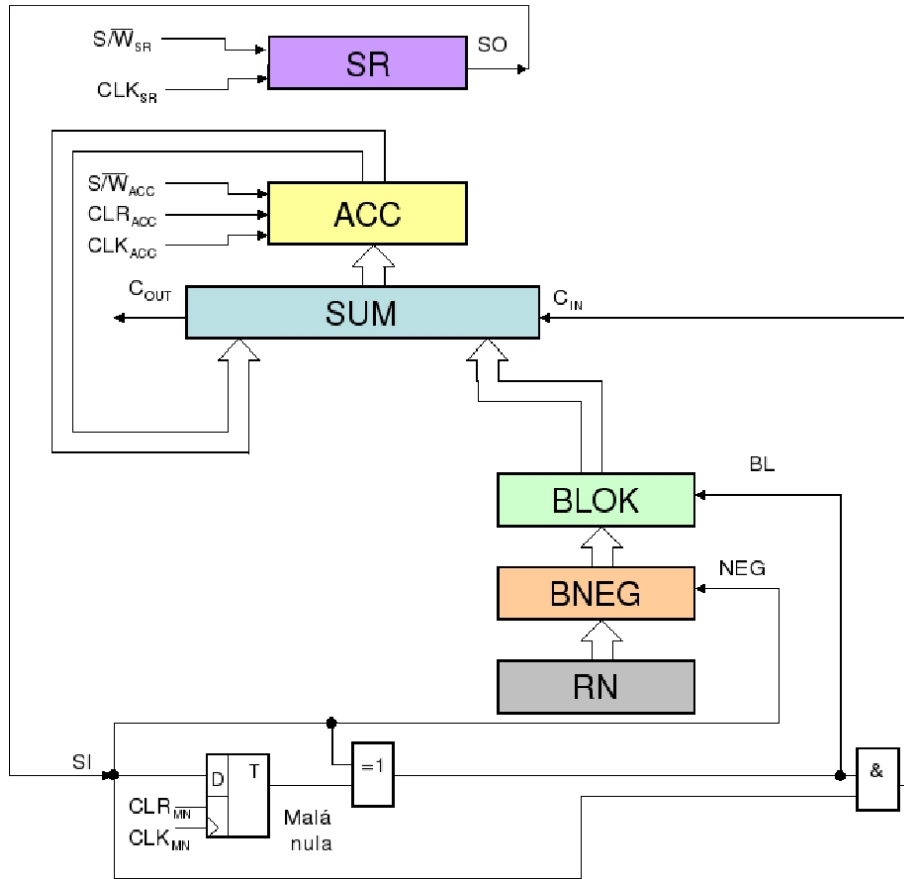 S/W̅SR
SR
SO
CLKSR
S/W̅ACC
ACC
CLRACC
CLKACC
COUT
SUM
CIN
BL
BLOK
NEG
BNEG
RN
SI
D
T
=1
&
CLRMN
CLKMN
Malá
nula